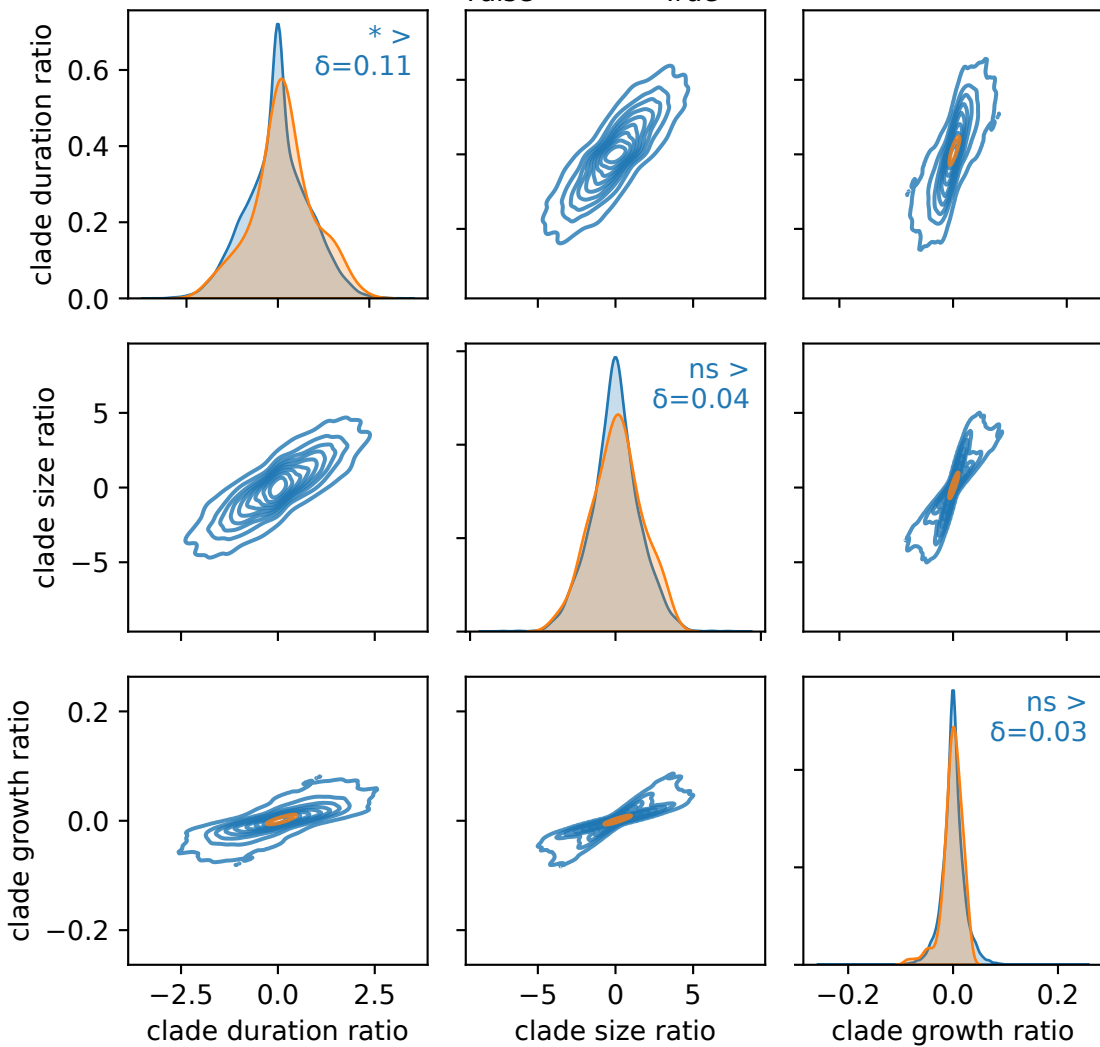 * >
δ=0.11
clade duration ratio
0.6
0.4
0.2
0.0
ns >
δ=0.04
clade size ratio
5
0
−5
ns >
δ=0.03
clade growth ratio
0.2
0.0
−0.2
−2.5 0.0 2.5
clade duration ratio
−5 0 5
clade size ratio
−0.2 0.0 0.2
clade growth ratio